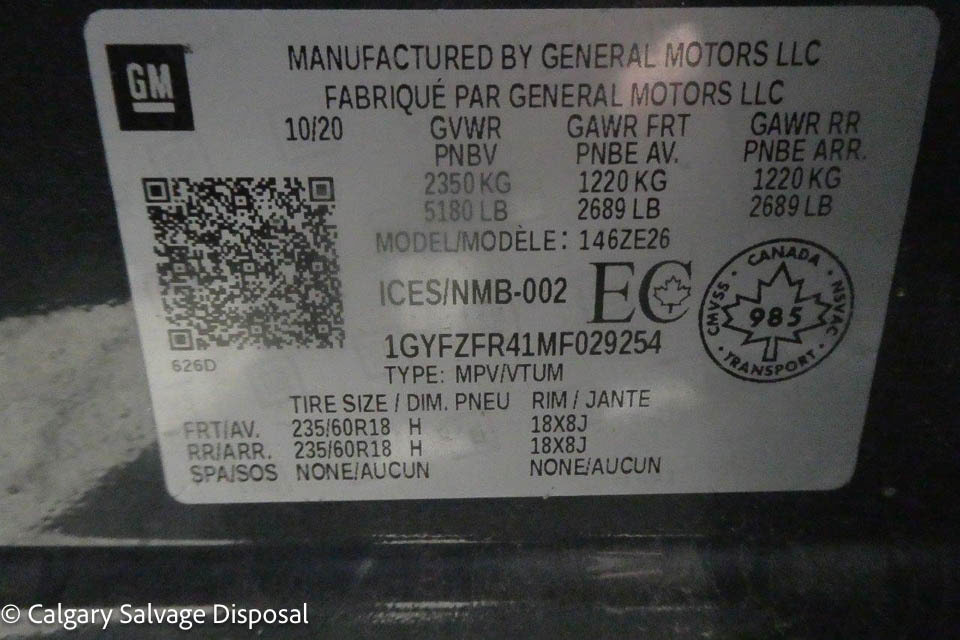 GM
MANUFACTURED BY GENERAL MOTORS LLC
FABRIQUÉ PAR GENERAL MOTORS LLC
10/20 GVWR GAWR FRT GAWR RR
PNBV PNBE AV. PNBE ARR.
2350 KG 1220 KG 1220 KG
5180 LB 2689 LB 2689 LB
MODEL/MODÈLE: 146ZE26
ICES/NMB-002 EC
CANADA
CMVSS 985 NSVAC
TRANSPORT
1GYFZFR41MF029254
626D
TYPE: MPV/VTUM
TIRE SIZE / DIM. PNEU RIM / JANTE
FRT/AV. 235/60R18 H 18X8J
RR/ARR. 235/60R18 H 18X8J
SPA/SOS NONE/AUCUN NONE/AUCUN
© Calgary Salvage Disposal